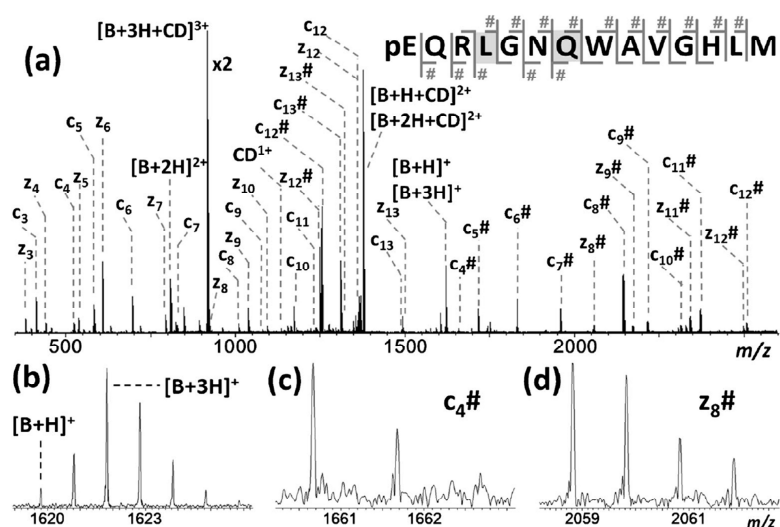 (a)
[B+3H+CD]3+
x2
pEQRLGNQWAVGHLM
# # # # # # # #
# # # # #
c12
z12
z13#
c13#
c12#
CD1+
z12#
[B+H+CD]2+
[B+2H+CD]2+
c5
z6
[B+2H]2+
z4
c4
z5
c3
z3
c6
z7
c7
z8
c8
z9
c9
z10
c10
c11
[B+H]+
[B+3H]+
z13
c13
c4#
c5#
c6#
c7#
z8#
c8#
z9#
c9#
c10#
z11#
c11#
z12#
c12#
500 1000 1500 2000 m/z
(b)
[B+H]+
[B+3H]+
1620 1623
(c)
c4#
1661 1662
(d)
z8#
2059 2061 m/z